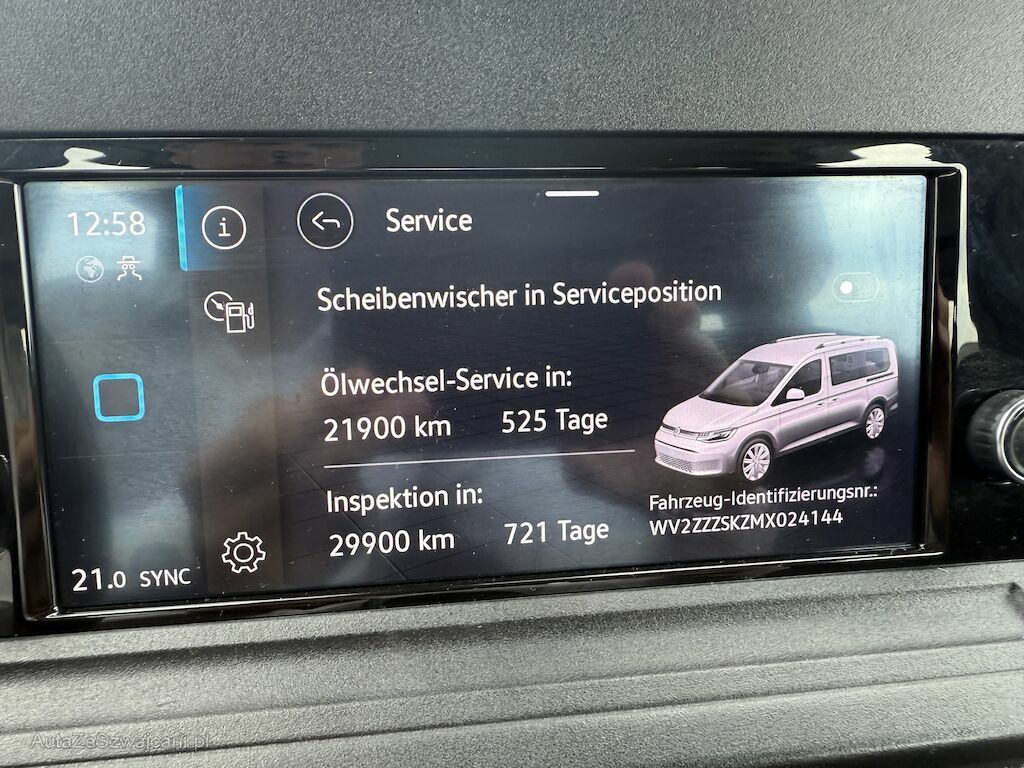 12:58
Service
Scheibenwischer in Serviceposition
Ölwechsel-Service in:
21900 km 525 Tage
Inspektion in:
29900 km 721 Tage
Fahrzeug-Identifizierungsnr.:
WV2ZZZSKZMX024144
21.0 SYNC
AutaZeSzwajcarii.pl